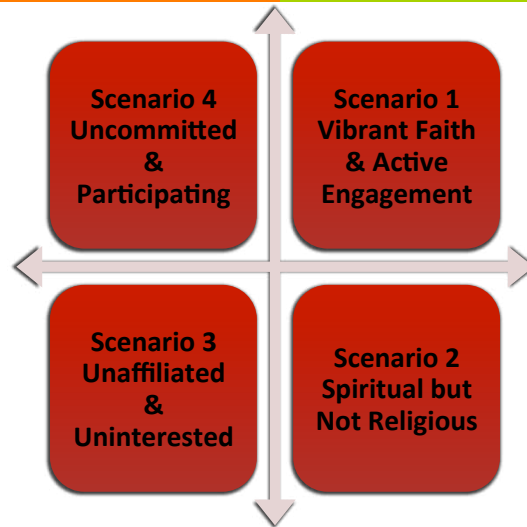 Scenario 4
Uncommitted
&
Participating
Scenario 1
Vibrant Faith
& Active
Engagement
Scenario 3
Unaffiliated
&
Uninterested
Scenario 2
Spiritual but
Not Religious